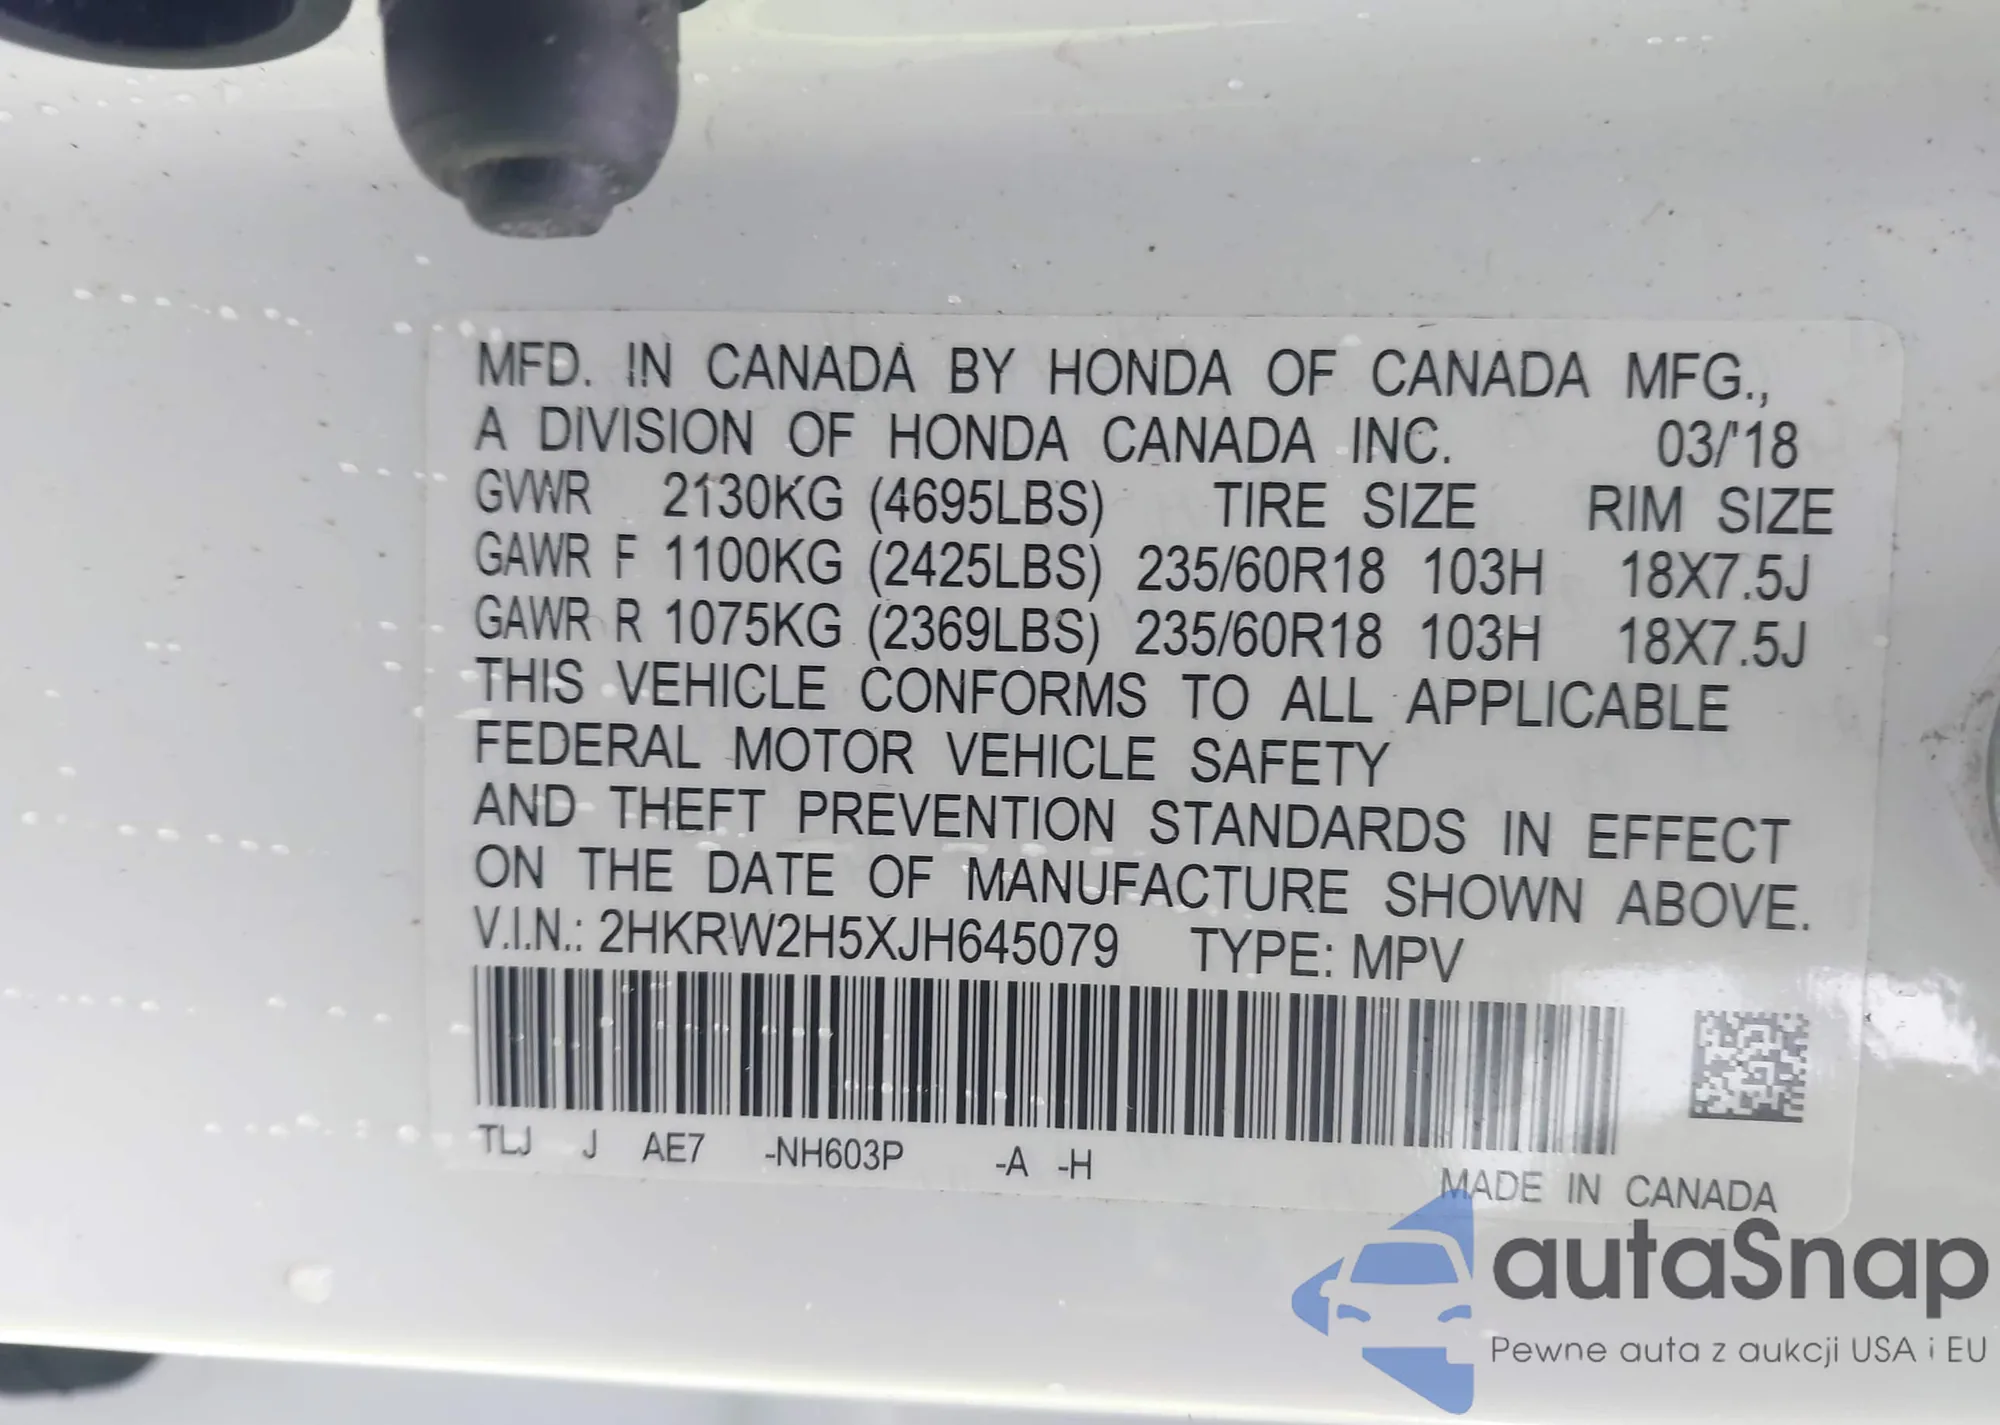 MFD. IN CANADA BY HONDA OF CANADA MFG.,
A DIVISION OF HONDA CANADA INC. 03/'18
GVWR 2130KG (4695LBS) TIRE SIZE RIM SIZE
GAWR F 1100KG (2425LBS) 235/60R18 103H 18X7.5J
GAWR R 1075KG (2369LBS) 235/60R18 103H 18X7.5J
THIS VEHICLE CONFORMS TO ALL APPLICABLE
FEDERAL MOTOR VEHICLE SAFETY
AND THEFT PREVENTION STANDARDS IN EFFECT
ON THE DATE OF MANUFACTURE SHOWN ABOVE.
V.I.N.: 2HKRW2H5XJH645079 TYPE: MPV
TLJ J AE7 -NH603P -A -H
MADE IN CANADA
autaSnap
Pewne auta z aukcji USA i EU